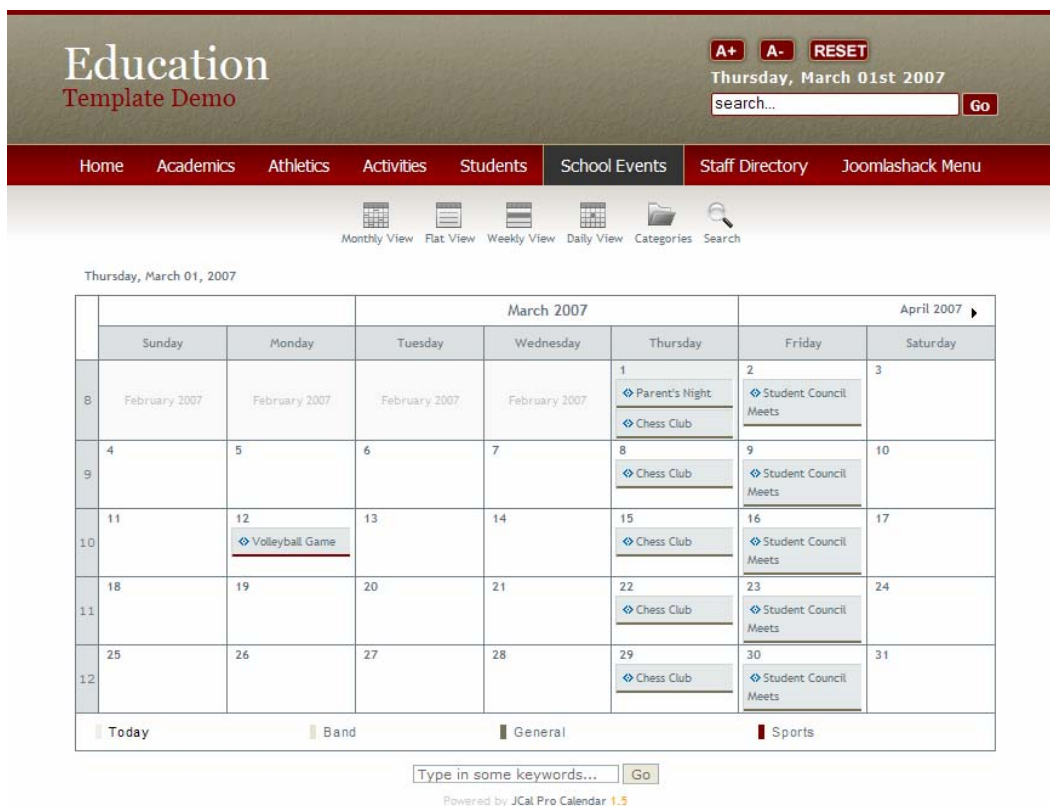 Education
Template Demo
A+ A- RESET
Thursday, March 01st 2007
search... Go
Home Academics Athletics Activities Students School Events Staff Directory Joomlashack Menu
Monthly View Flat View Weekly View Daily View Categories Search
Thursday, March 01, 2007
March 2007 April 2007
Sunday Monday Tuesday Wednesday Thursday Friday Saturday
8 February 2007 February 2007 February 2007 February 2007 1 2 3
Parent's Night Student Council
Meets
Chess Club
9 4 5 6 7 8 9 10
Chess Club Student Council
Meets
10 11 12 13 14 15 16 17
Volleyball Game Chess Club Student Council
Meets
11 18 19 20 21 22 23 24
Chess Club Student Council
Meets
12 25 26 27 28 29 30 31
Chess Club Student Council
Meets
Today Band General Sports
Type in some keywords... Go
Powered by JCal Pro Calendar 1.5